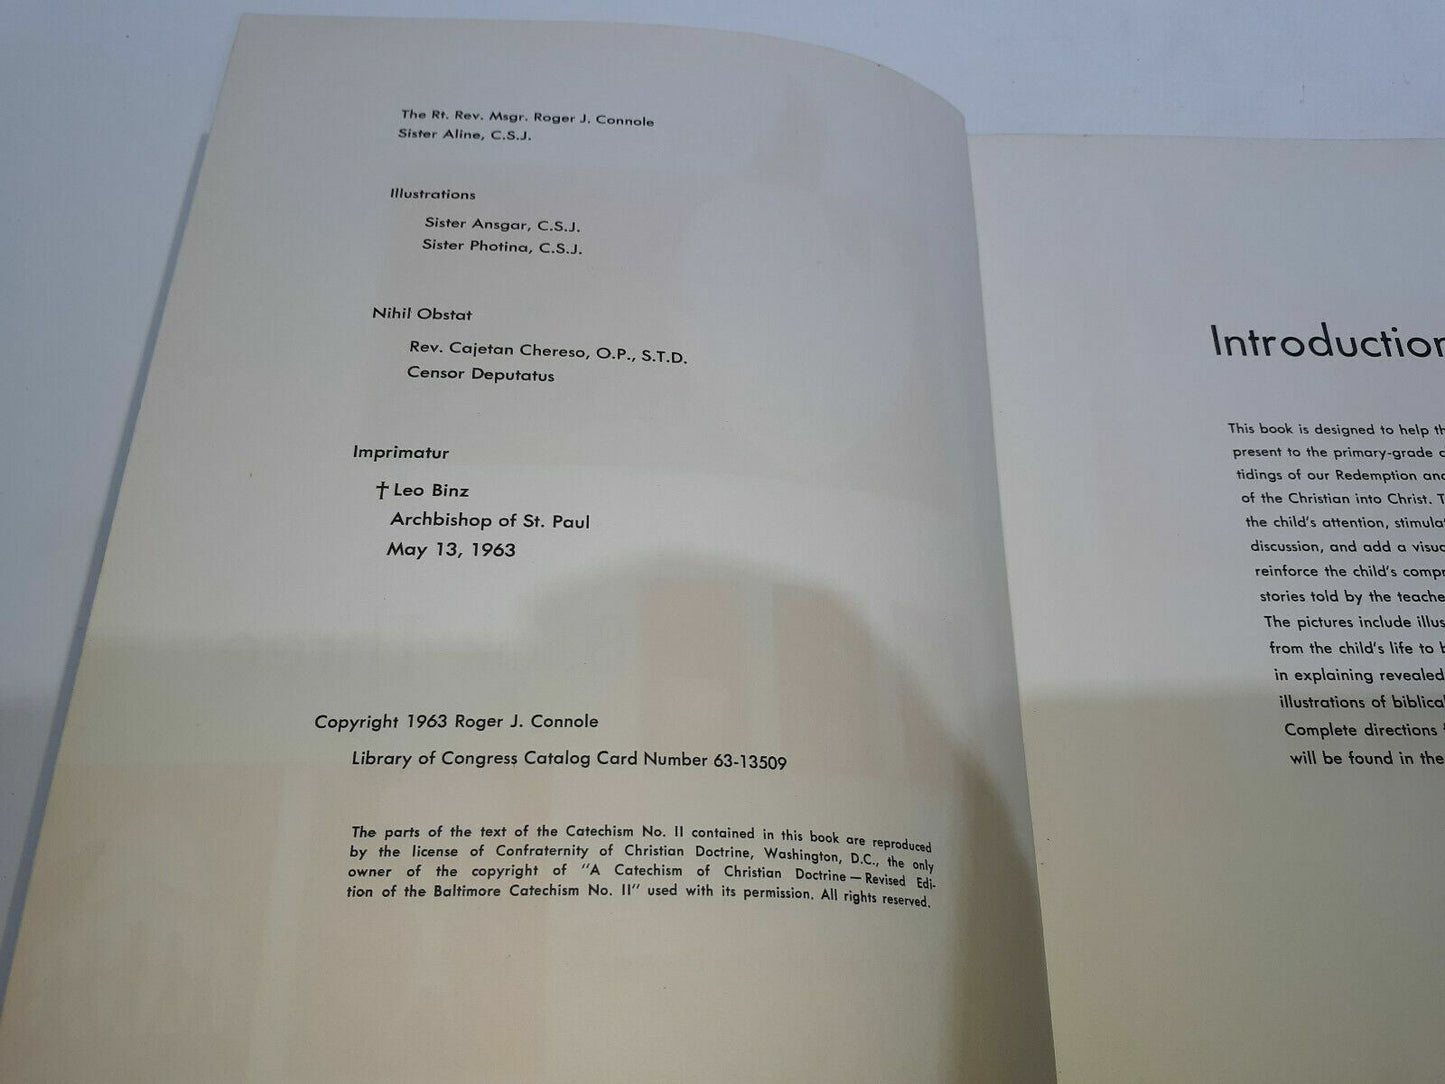 The Rt. Rev. Msgr. Roger J. Connole
Sister Aline, C.S.J.
Illustrations
Sister Ansgar, C.S.J.
Sister Photina, C.S.J.
Nihil Obstat
Rev. Cajetan Chereso, O.P., S.T.D.
Censor Deputatus
Imprimatur
† Leo Binz
Archbishop of St. Paul
May 13, 1963
Copyright 1963 Roger J. Connole
Library of Congress Catalog Card Number 63-13509
The parts of the text of the Catechism No. II contained in this book are reproduced
by the license of Confraternity of Christian Doctrine, Washington, D.C., the only
owner of the copyright of "A Catechism of Christian Doctrine — Revised Edi-
tion of the Baltimore Catechism No. II" used with its permission. All rights reserved.
Introduction
This book is designed to help
present to the primary-grade
tidings of our Redemption and
of the Christian into Christ.
the child's attention,
discussion, and add a
reinforce the child's
stories told by the
The pictures include
from the child's life to
in explaining revealed
illustrations of
Complete directions
will be found in the